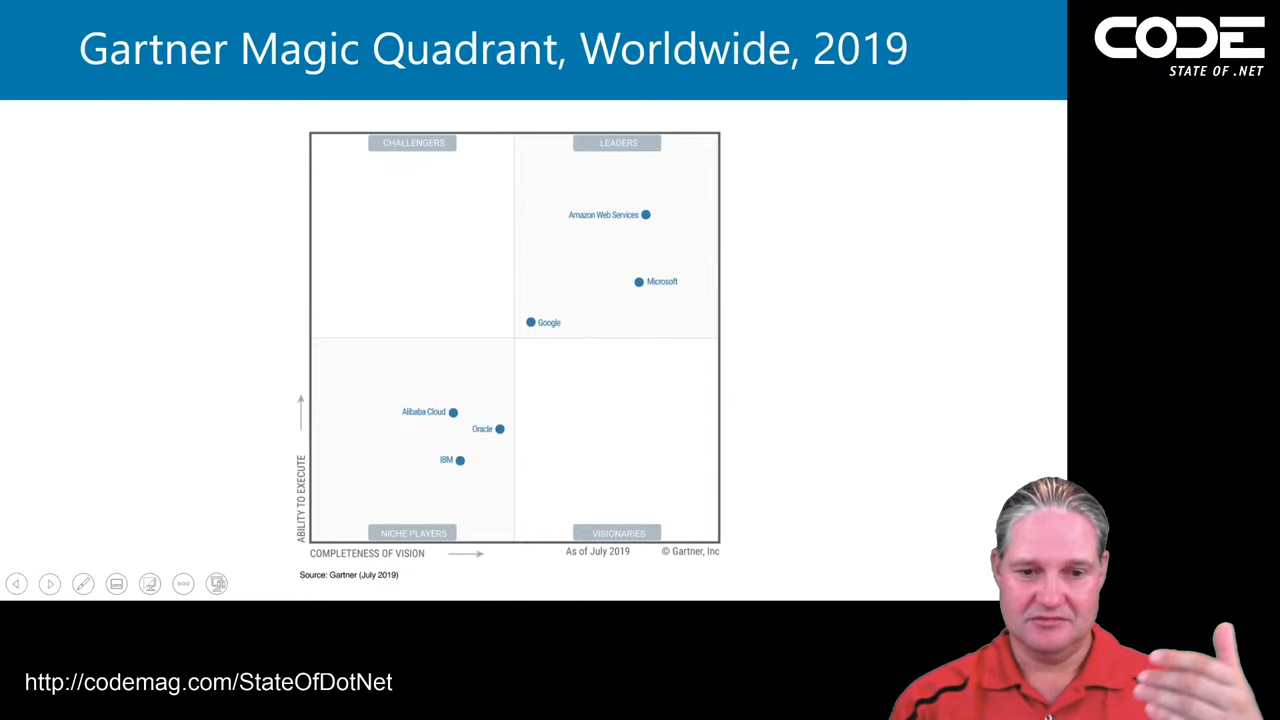 Gartner Magic Quadrant, Worldwide, 2019
CODE
STATE OF .NET
CHALLENGERS
LEADERS
Amazon Web Services
Microsoft
Google
Alibaba Cloud
Oracle
IBM
ABILITY TO EXECUTE
NICHE PLAYERS
VISIONARIES
COMPLETENESS OF VISION
As of July 2019
© Gartner, Inc
Source: Gartner (July 2019)
http://codemag.com/StateOfDotNet